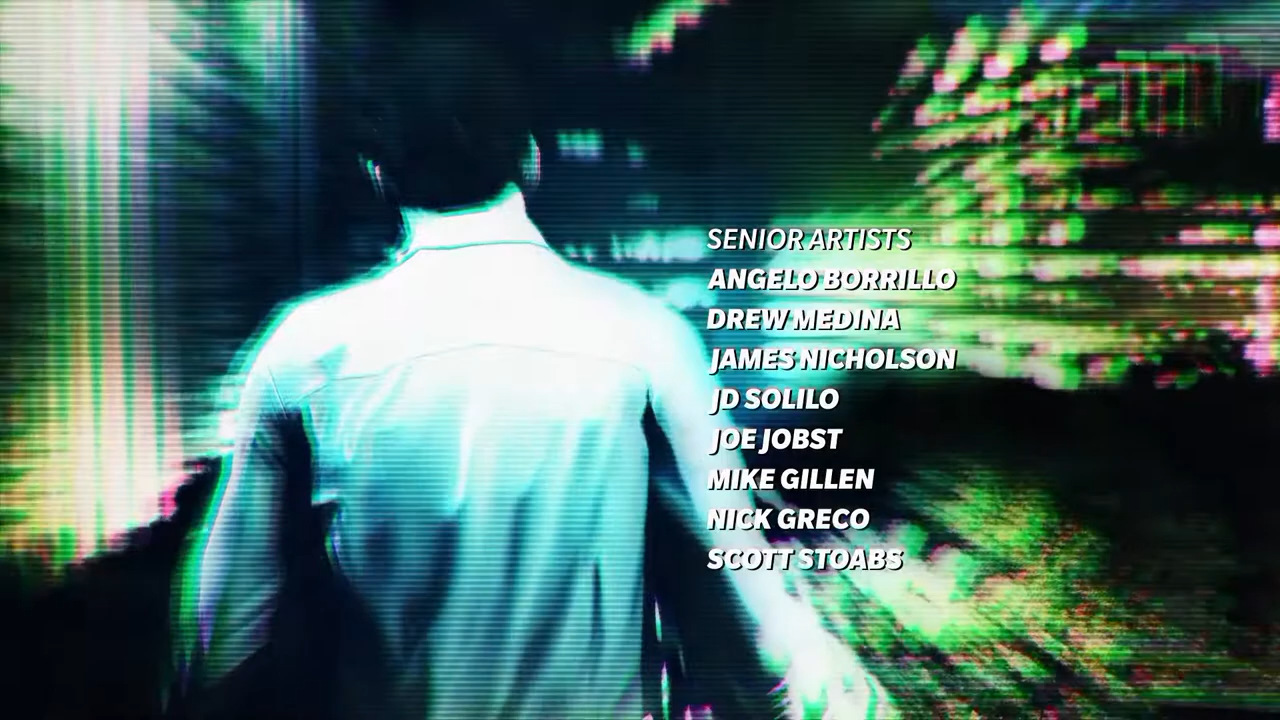 SENIOR ARTISTS
ANGELO BORRILLO
DREW MEDINA
JAMES NICHOLSON
JD SOLILO
JOE JOBST
MIKE GILLEN
NICK GRECO
SCOTT STOABS